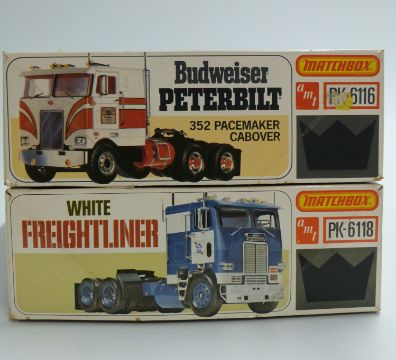 Budweiser
PETERBILT
352 PACEMAKER
CABOVER
MATCHBOX
amt
PK-6116
WHITE
FREIGHTLINER
MATCHBOX
amt
PK-6118